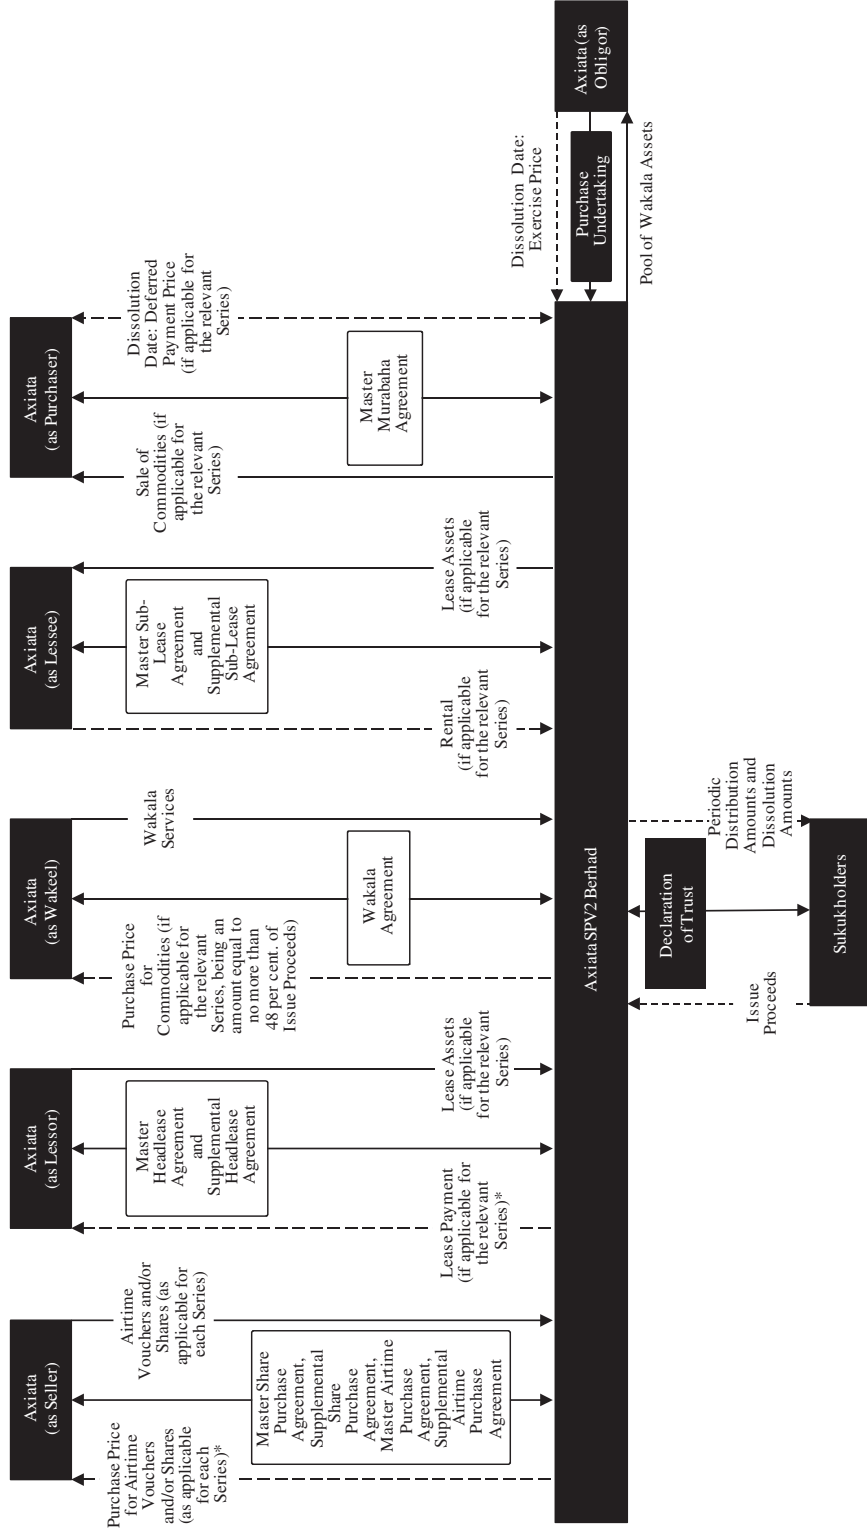 Axiata
(as Seller)
Axiata
(as Lessor)
Axiata
(as Wakeel)
Axiata
(as Lessee)
Axiata
(as Purchaser)
Purchase Price
for Airtime
Vouchers
and/or Shares
(as applicable
for each
Series)*
Airtime
Vouchers and/or
Shares (as
applicable for
each Series)
Master Share
Purchase
Agreement,
Supplemental
Share
Purchase
Agreement,
Master Airtime
Purchase
Agreement,
Supplemental
Airtime
Purchase
Agreement
Lease Payment
(if applicable for
the relevant
Series)*
Master
Headlease
Agreement
and
Supplemental
Headlease
Agreement
Lease Assets
(if applicable
for the relevant
Series)
Purchase Price
for
Commodities (if
applicable for
the relevant
Series, being an
amount equal to
no more than
48 per cent. of
Issue Proceeds)
Wakala
Agreement
Wakala
Services
Rental
(if applicable
for the relevant
Series)
Master Sub-
Lease
Agreement
and
Supplemental
Sub-Lease
Agreement
Lease Assets
(if applicable
for the relevant
Series)
Sale of
Commodities (if
applicable for
the relevant
Series)
Master
Murabaha
Agreement
Dissolution
Date: Deferred
Payment Price
(if applicable for
the relevant
Series)
Axiata SPV2 Berhad
Dissolution Date:
Exercise Price
Purchase
Undertaking
Pool of Wakala Assets
Axiata (as
Obligor)
Issue
Proceeds
Declaration
of Trust
Periodic
Distribution
Amounts and
Dissolution
Amounts
Sukukholders